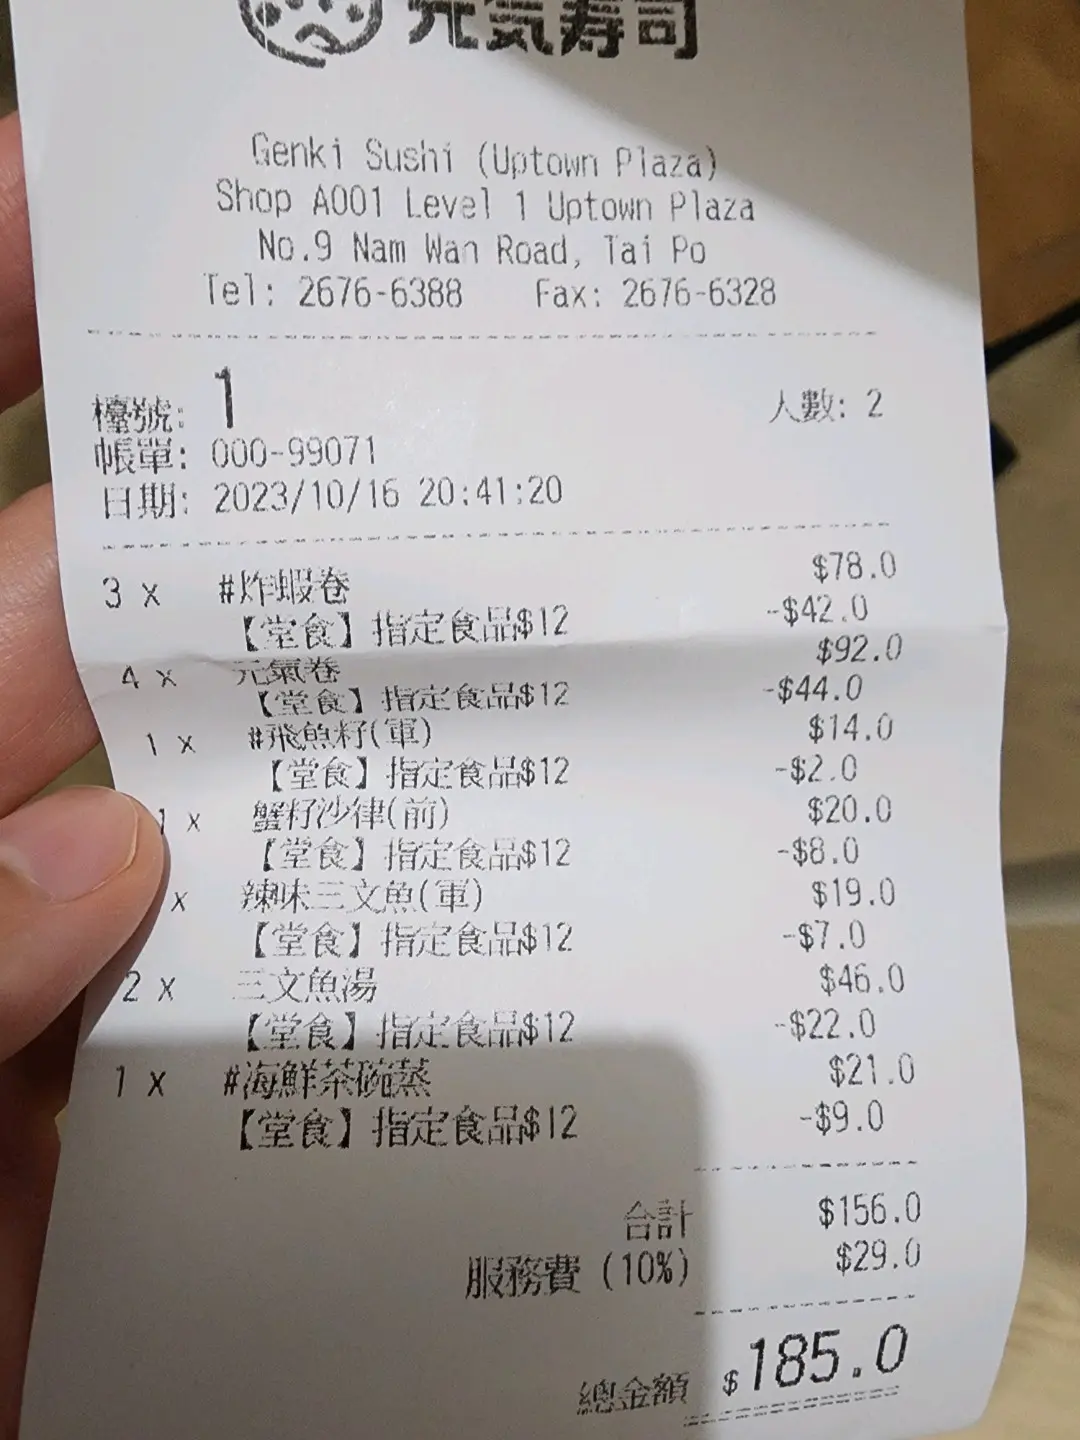 元気寿司
Genki Sushi (Uptown Plaza)
Shop A001 Level 1 Uptown Plaza
No.9 Nam Wan Road, Tai Po
Tel: 2676-6388 Fax: 2676-6328
檯號: 1 人數: 2
帳單: 000-99071
日期: 2023/10/16 20:41:20
3 x #炸蝦卷 $78.0
【堂食】指定食品$12 -$42.0
4 x 元氣卷 $92.0
【堂食】指定食品$12 -$44.0
1 x #飛魚籽(軍) $14.0
【堂食】指定食品$12 -$2.0
1 x 蟹籽沙律(前) $20.0
【堂食】指定食品$12 -$8.0
x 辣味三文魚(軍) $19.0
【堂食】指定食品$12 -$7.0
2 x 三文魚湯 $46.0
【堂食】指定食品$12 -$22.0
1 x #海鮮茶碗蒸 $21.0
【堂食】指定食品$12 -$9.0
合計 $156.0
服務費 (10%) $29.0
總金額 $185.0